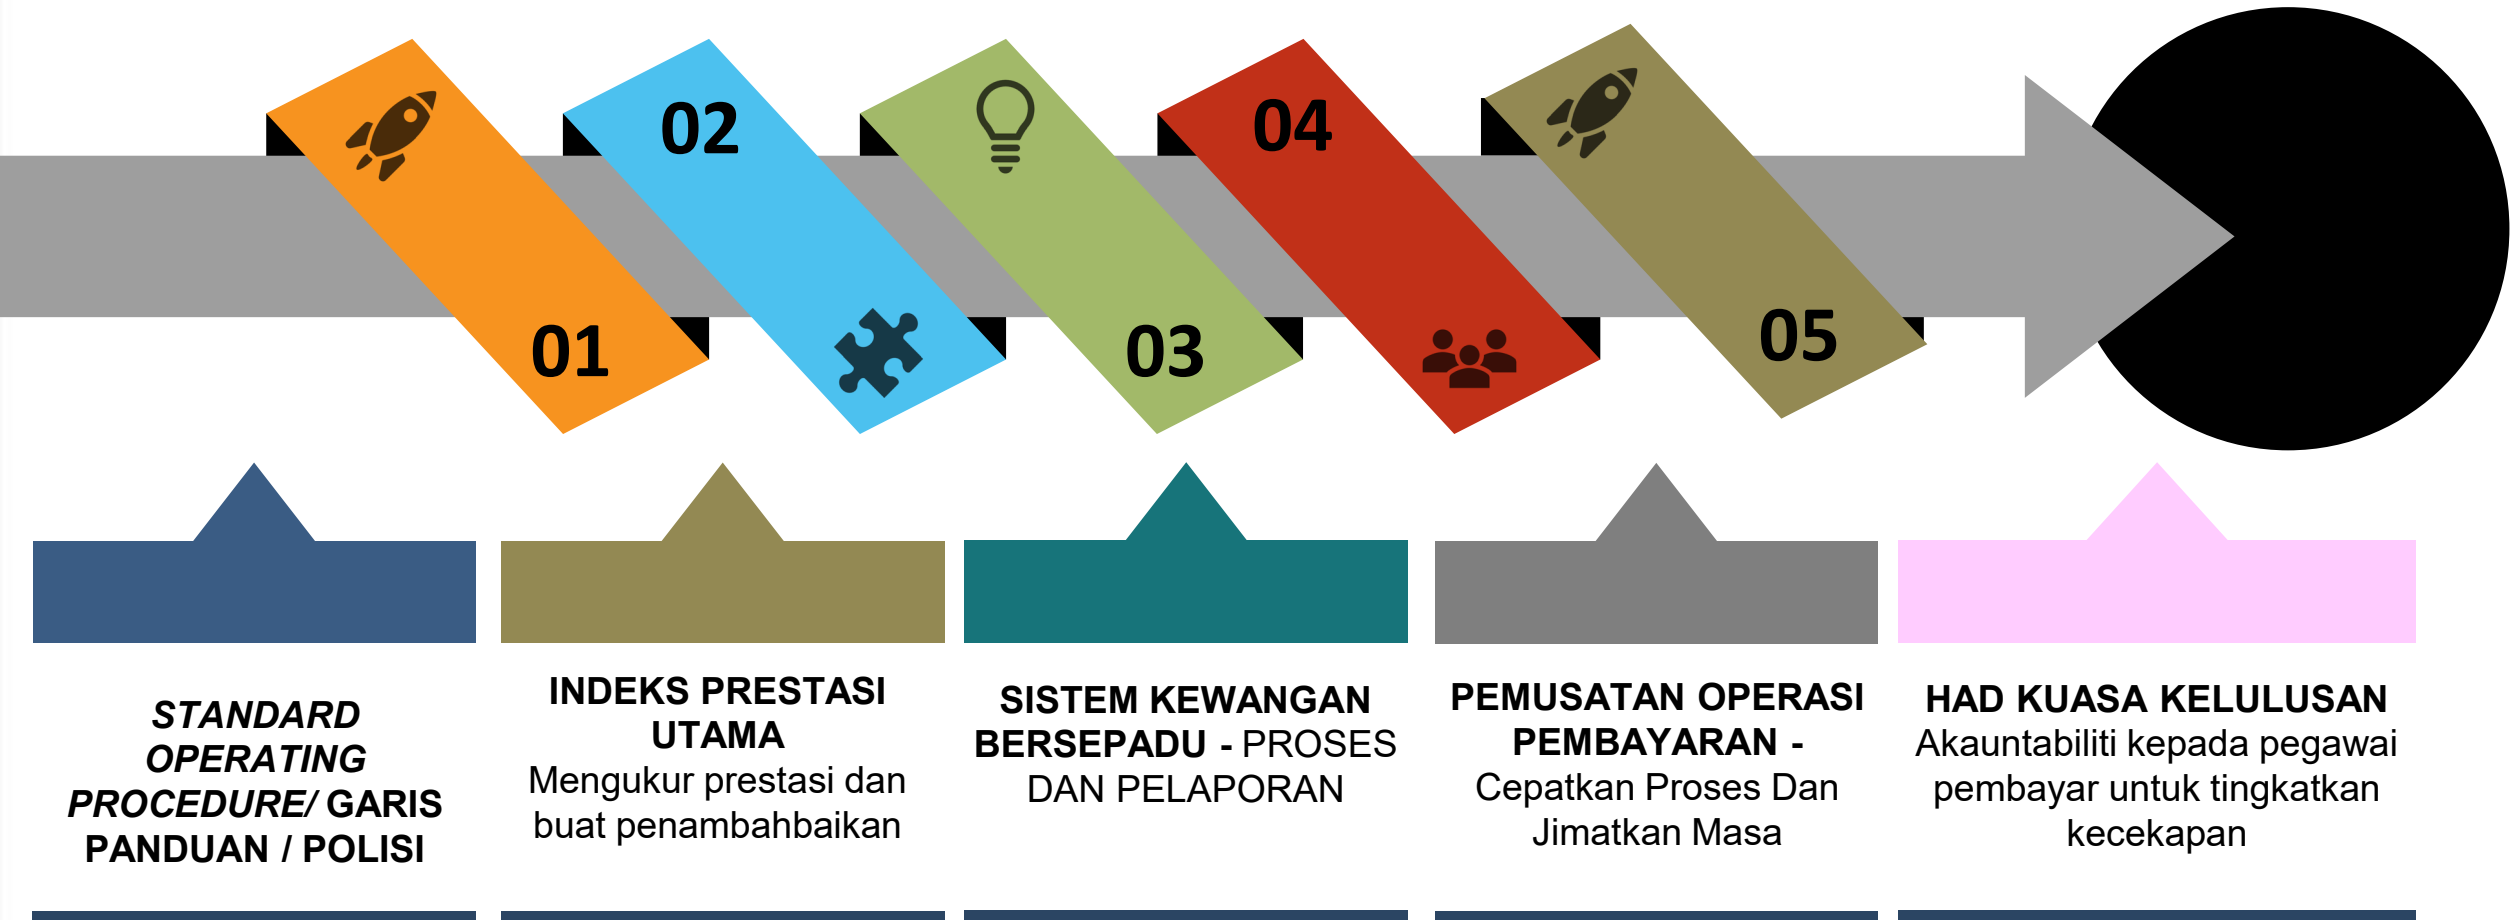 01
02
03
04
05
STANDARD
OPERATING
PROCEDURE/ GARIS
PANDUAN / POLISI
INDEKS PRESTASI
UTAMA
Mengukur prestasi dan
buat penambahbaikan
SISTEM KEWANGAN
BERSEPADU - PROSES
DAN PELAPORAN
PEMUSATAN OPERASI
PEMBAYARAN -
Cepatkan Proses Dan
Jimatkan Masa
HAD KUASA KELULUSAN
Akauntabiliti kepada pegawai
pembayar untuk tingkatkan
kecekapan